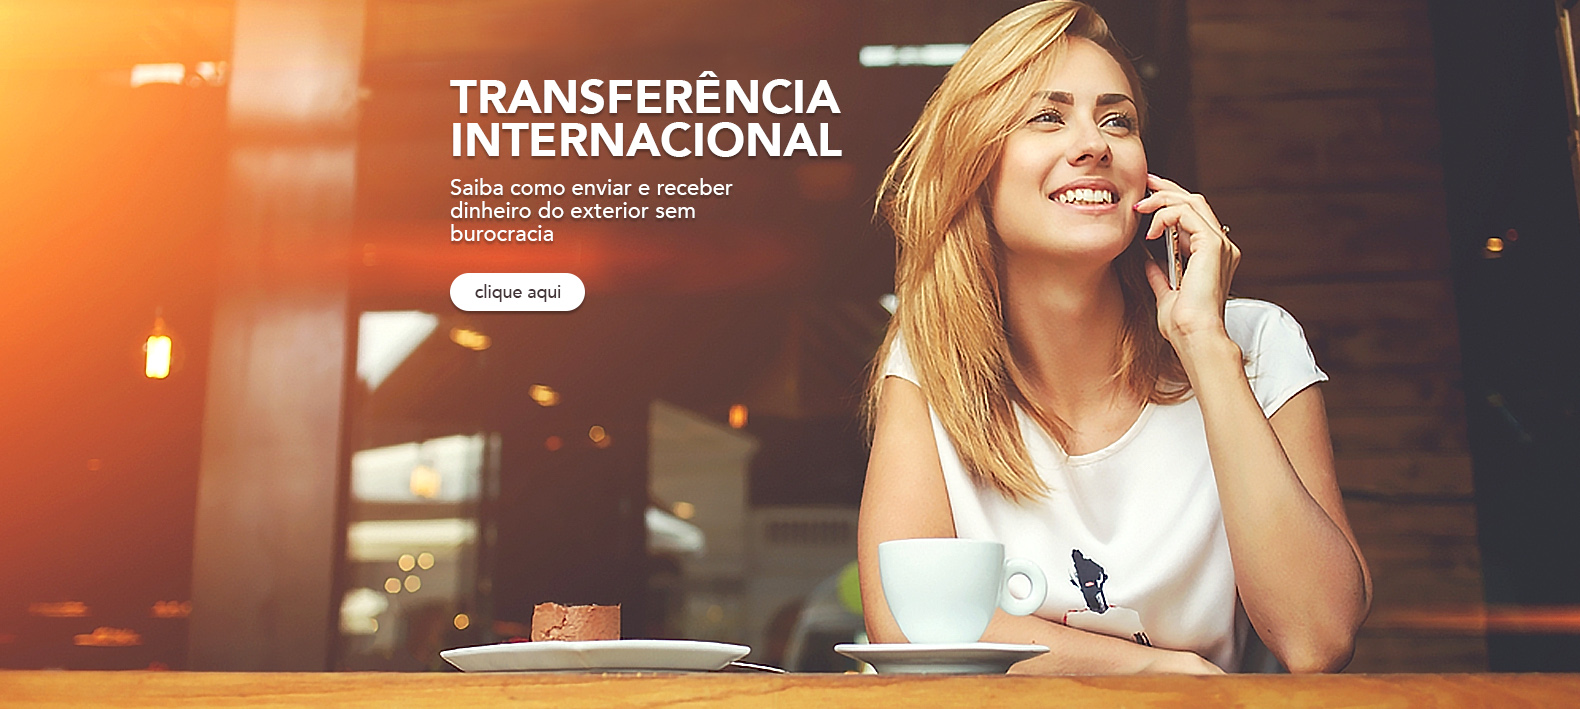 TRANSFERÊNCIA
INTERNACIONAL
Saiba como enviar e receber
dinheiro do exterior sem
burocracia
clique aqui